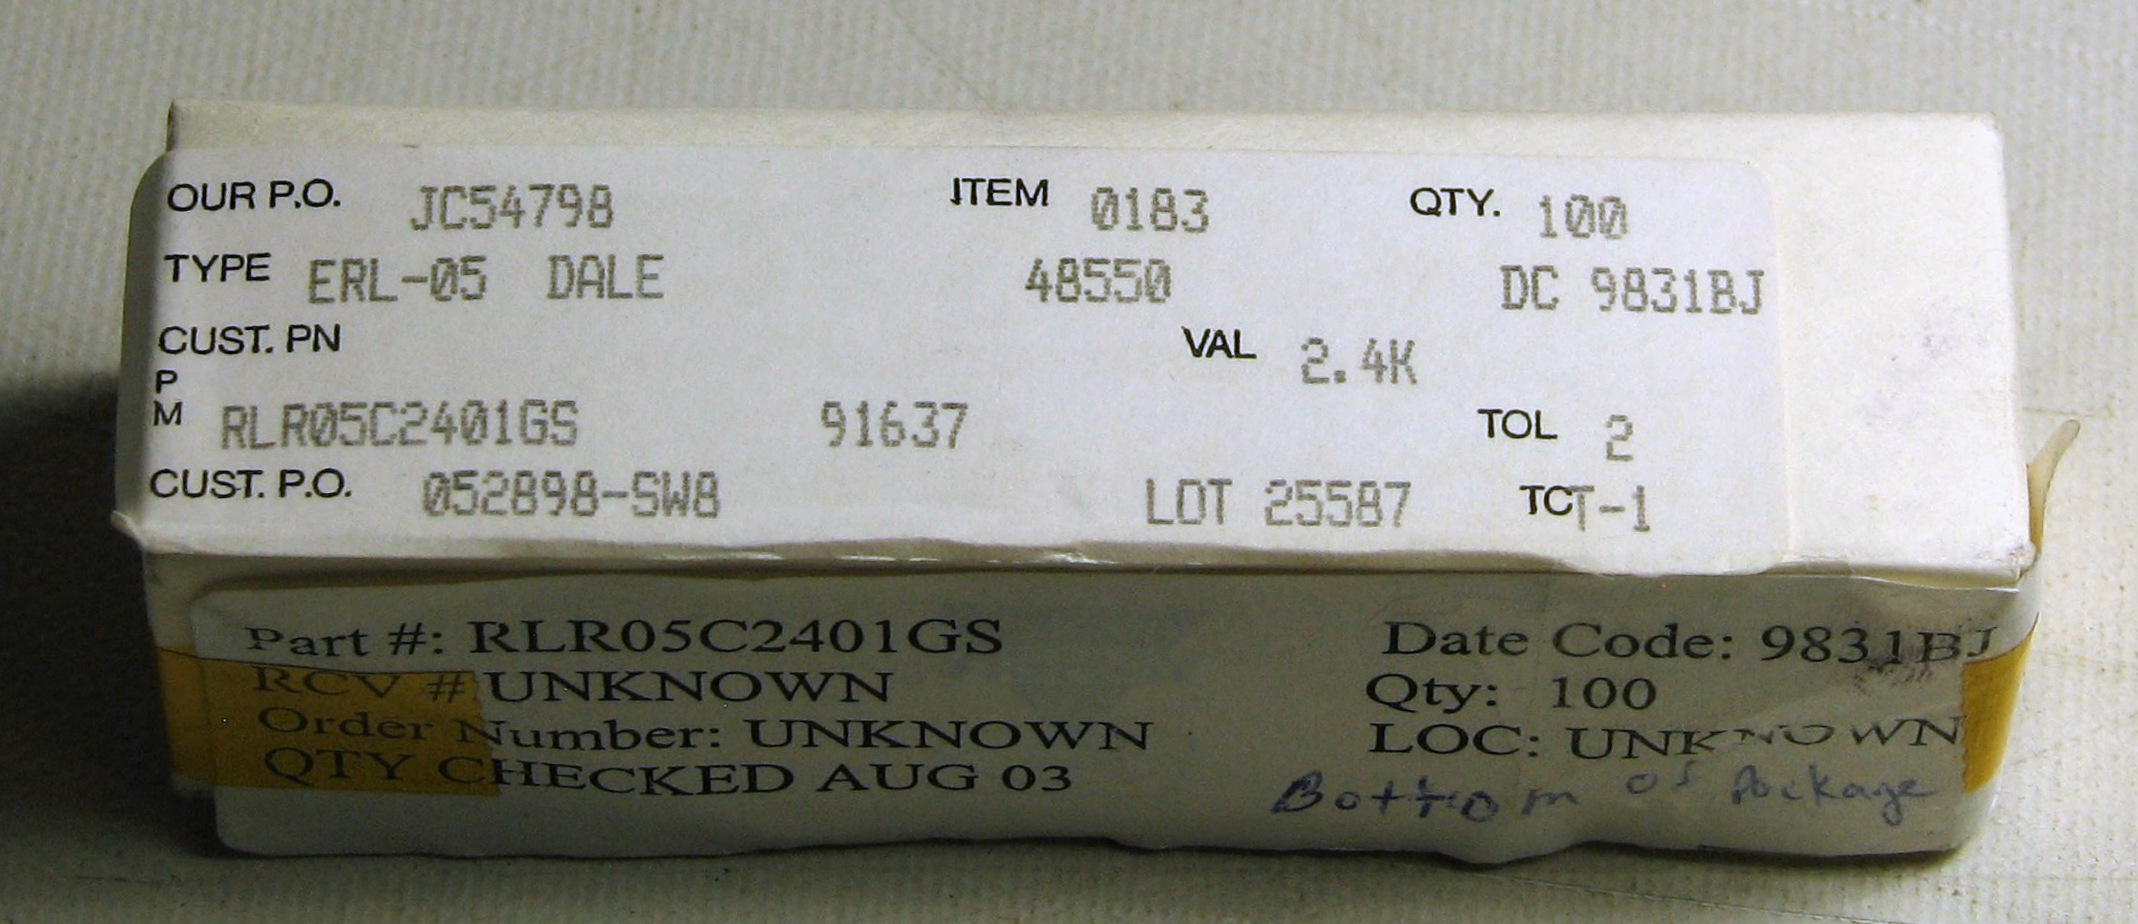 OUR P.O. JC54798 ITEM 0183 QTY. 100
TYPE ERL-05 DALE 48550 DC 9831BJ
CUST. PN VAL 2.4K
P
M RLR05C2401GS 91637 TOL 2
CUST. P.O. 052898-SW8 LOT 25587 TC T-1
Part #: RLR05C2401GS Date Code: 9831BJ
RCV # UNKNOWN Qty: 100
Order Number: UNKNOWN LOC: UNKNOWN
QTY CHECKED AUG 03
Bottom of Package